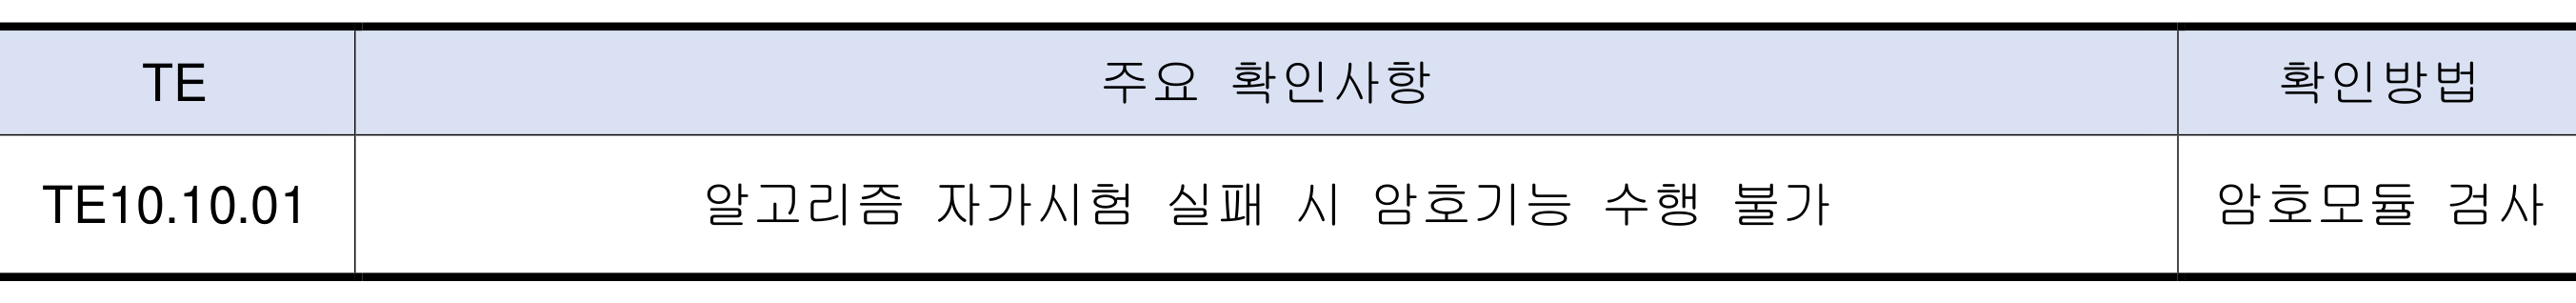 TE 주요 확인사항 확인방법
TE10.10.01 알고리즘 자가시험 실패 시 암호기능 수행 불가 암호모듈 검사